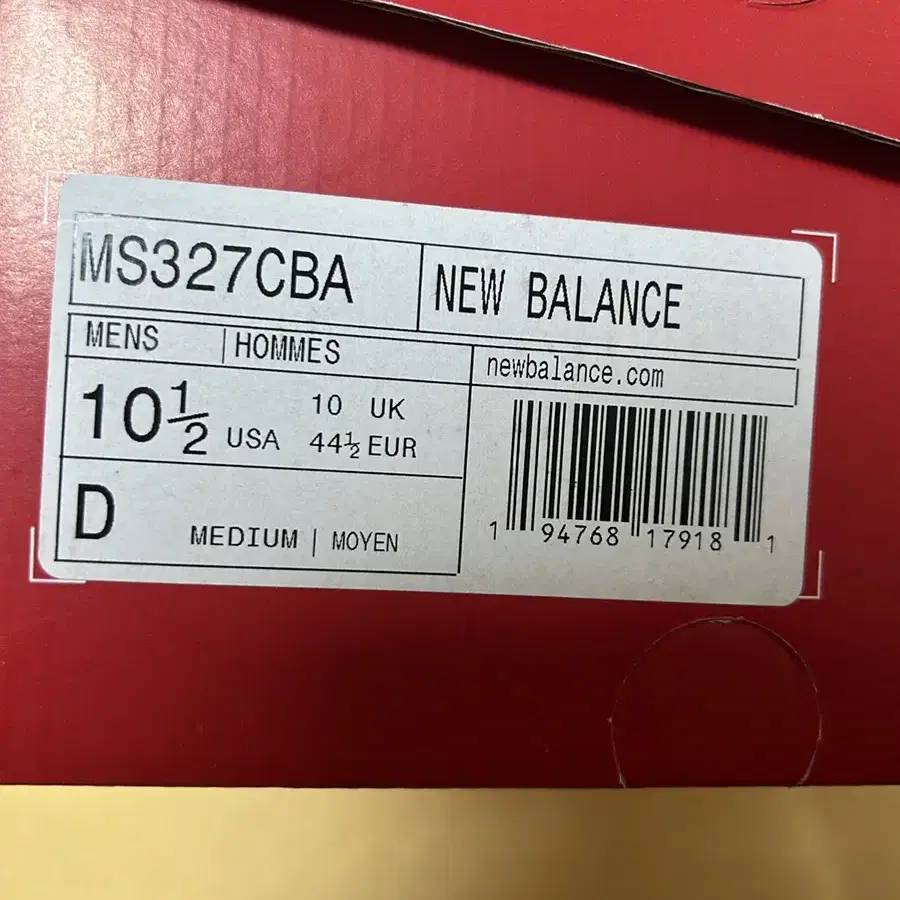 MS327CBA
NEW BALANCE
MENS | HOMMES
newbalance.com
10½ USA
10 UK
44½ EUR
D
MEDIUM | MOYEN
1 94768 17918 1